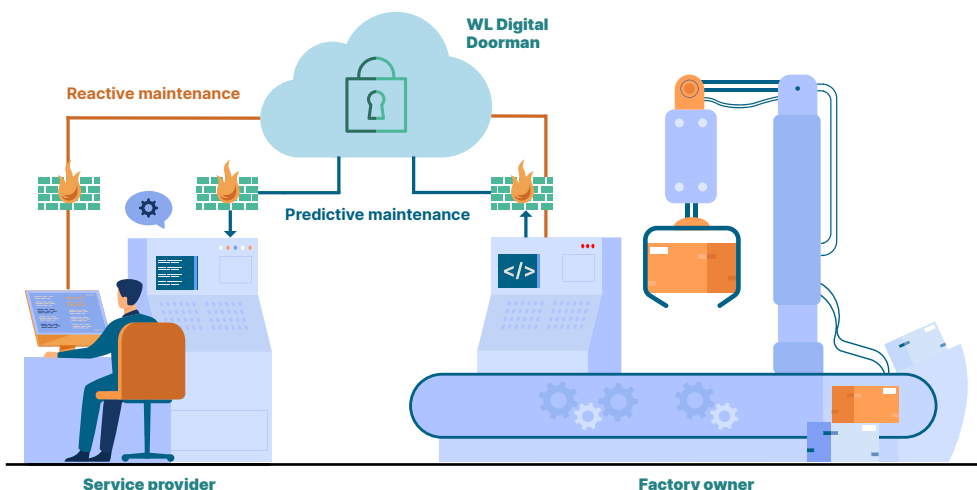 WL Digital
Doorman
Reactive maintenance
Predictive maintenance
</>
Service provider
Factory owner